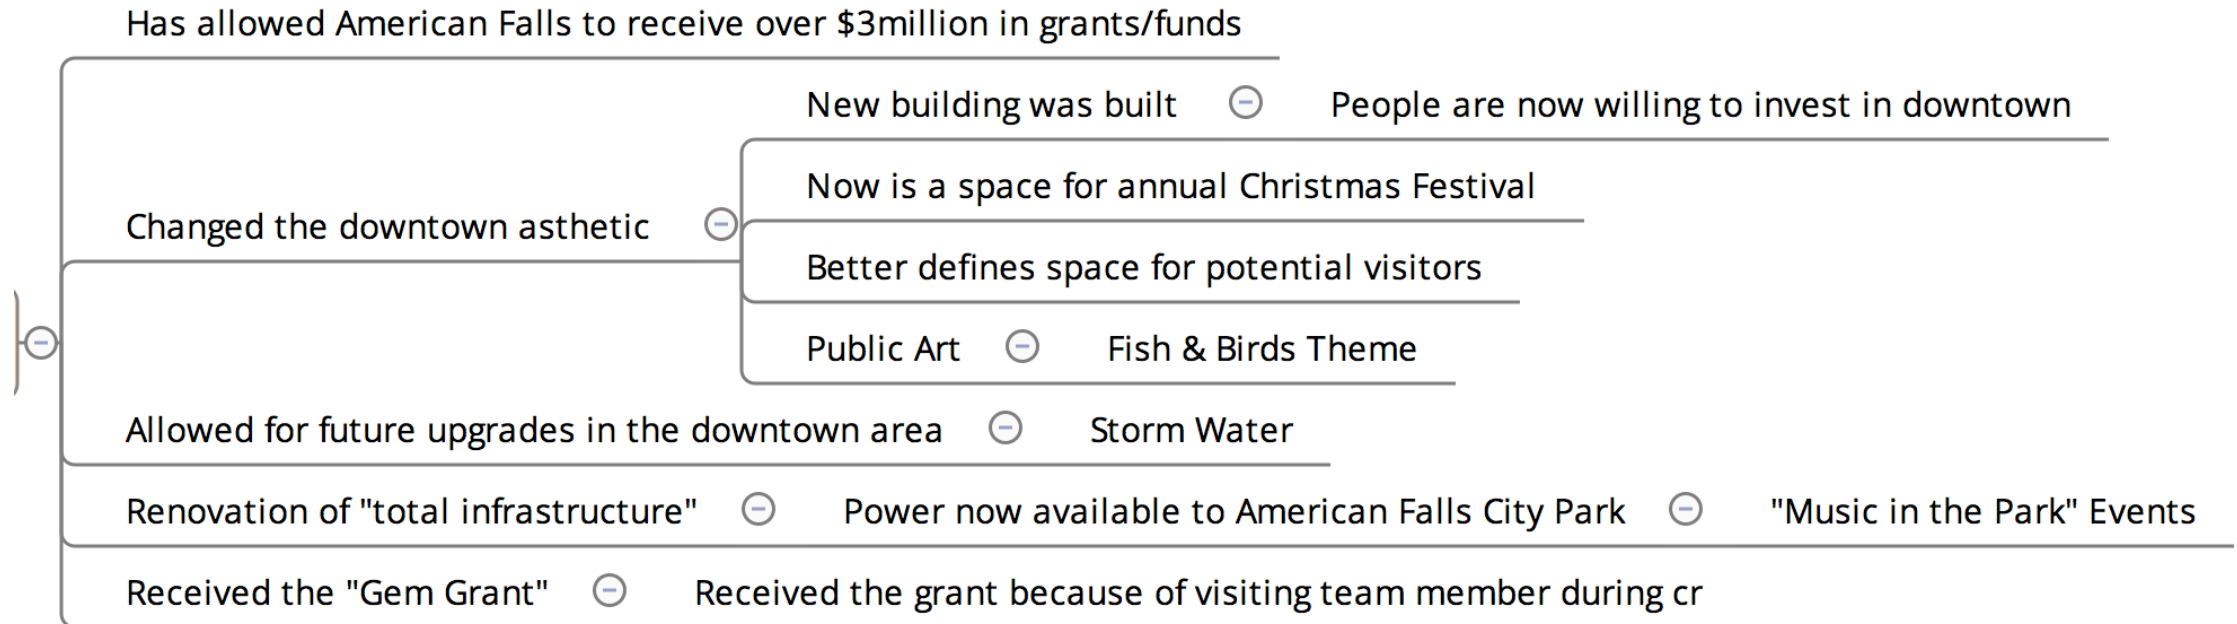 Has allowed American Falls to receive over $3million in grants/funds
New building was built People are now willing to invest in downtown
Now is a space for annual Christmas Festival
Changed the downtown asthetic
Better defines space for potential visitors
Public Art Fish & Birds Theme
Allowed for future upgrades in the downtown area Storm Water
Renovation of "total infrastructure" Power now available to American Falls City Park "Music in the Park" Events
Received the "Gem Grant" Received the grant because of visiting team member during cr